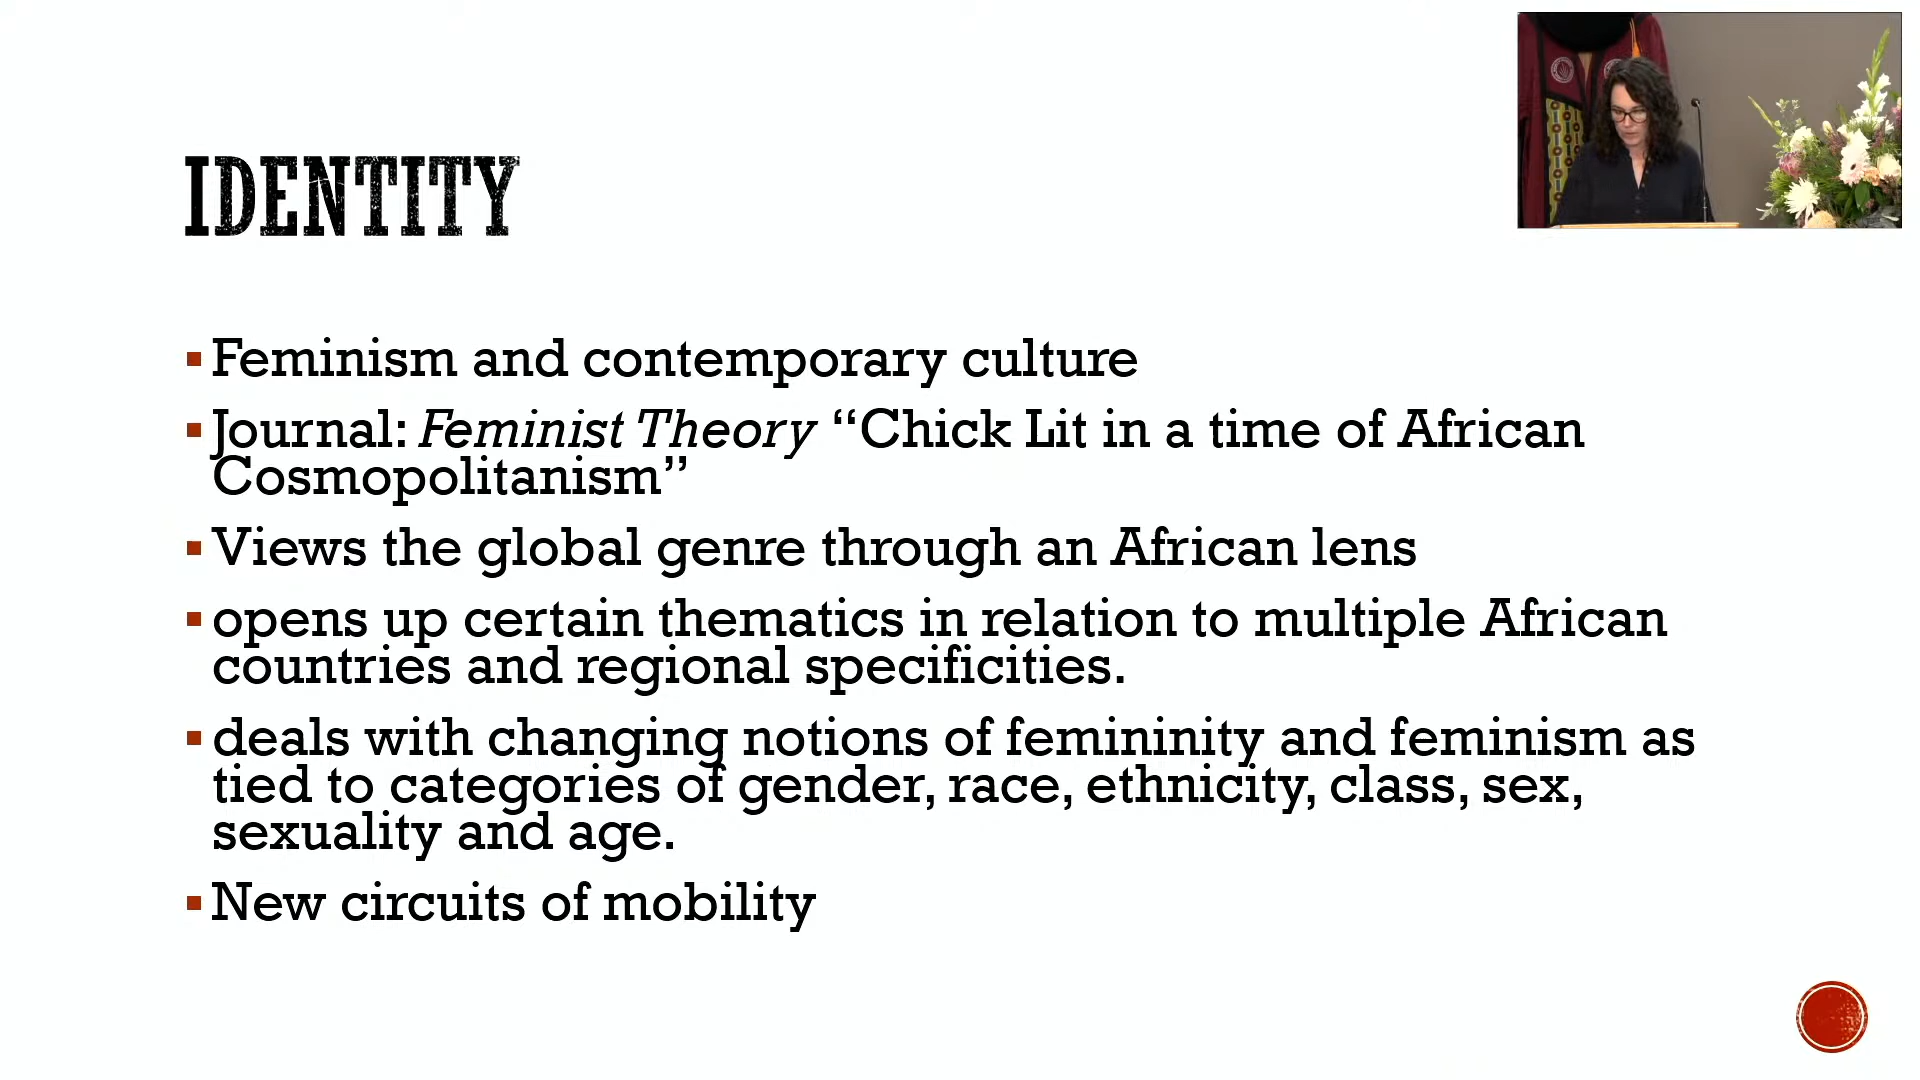 IDENTITY
Feminism and contemporary culture
Journal: Feminist Theory “Chick Lit in a time of African
Cosmopolitanism”
Views the global genre through an African lens
opens up certain thematics in relation to multiple African
countries and regional specificities.
deals with changing notions of femininity and feminism as
tied to categories of gender, race, ethnicity, class, sex,
sexuality and age.
New circuits of mobility